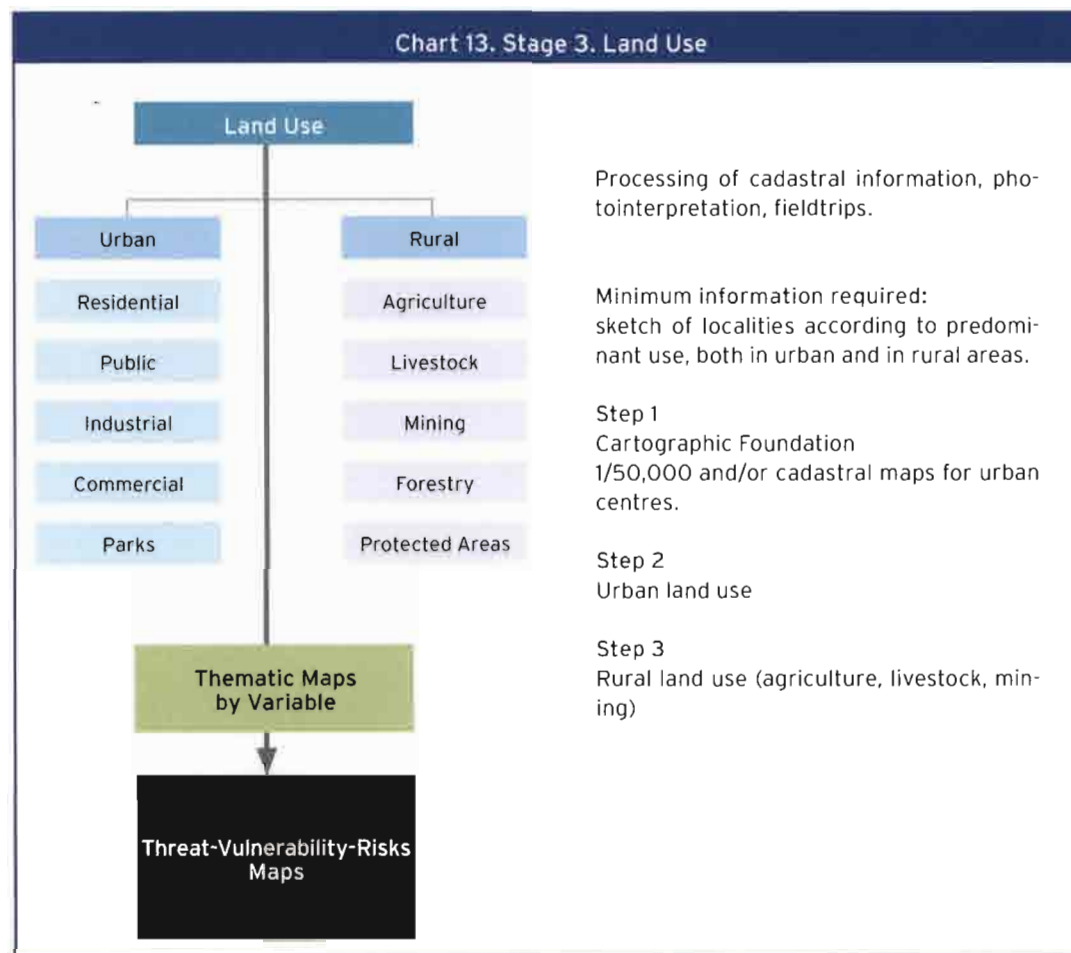 Chart 13. Stage 3. Land Use
Land Use
Urban
Residential
Public
Industrial
Commercial
Parks
Rural
Agriculture
Livestock
Mining
Forestry
Protected Areas
Thematic Maps
by Variable
Threat-Vulnerability-Risks
Maps
Processing of cadastral information, pho-
tointerpretation, fieldtrips.
Minimum information required:
sketch of localities according to predomi-
nant use, both in urban and in rural areas.
Step 1
Cartographic Foundation
1/50,000 and/or cadastral maps for urban
centres.
Step 2
Urban land use
Step 3
Rural land use (agriculture, livestock, min-
ing)